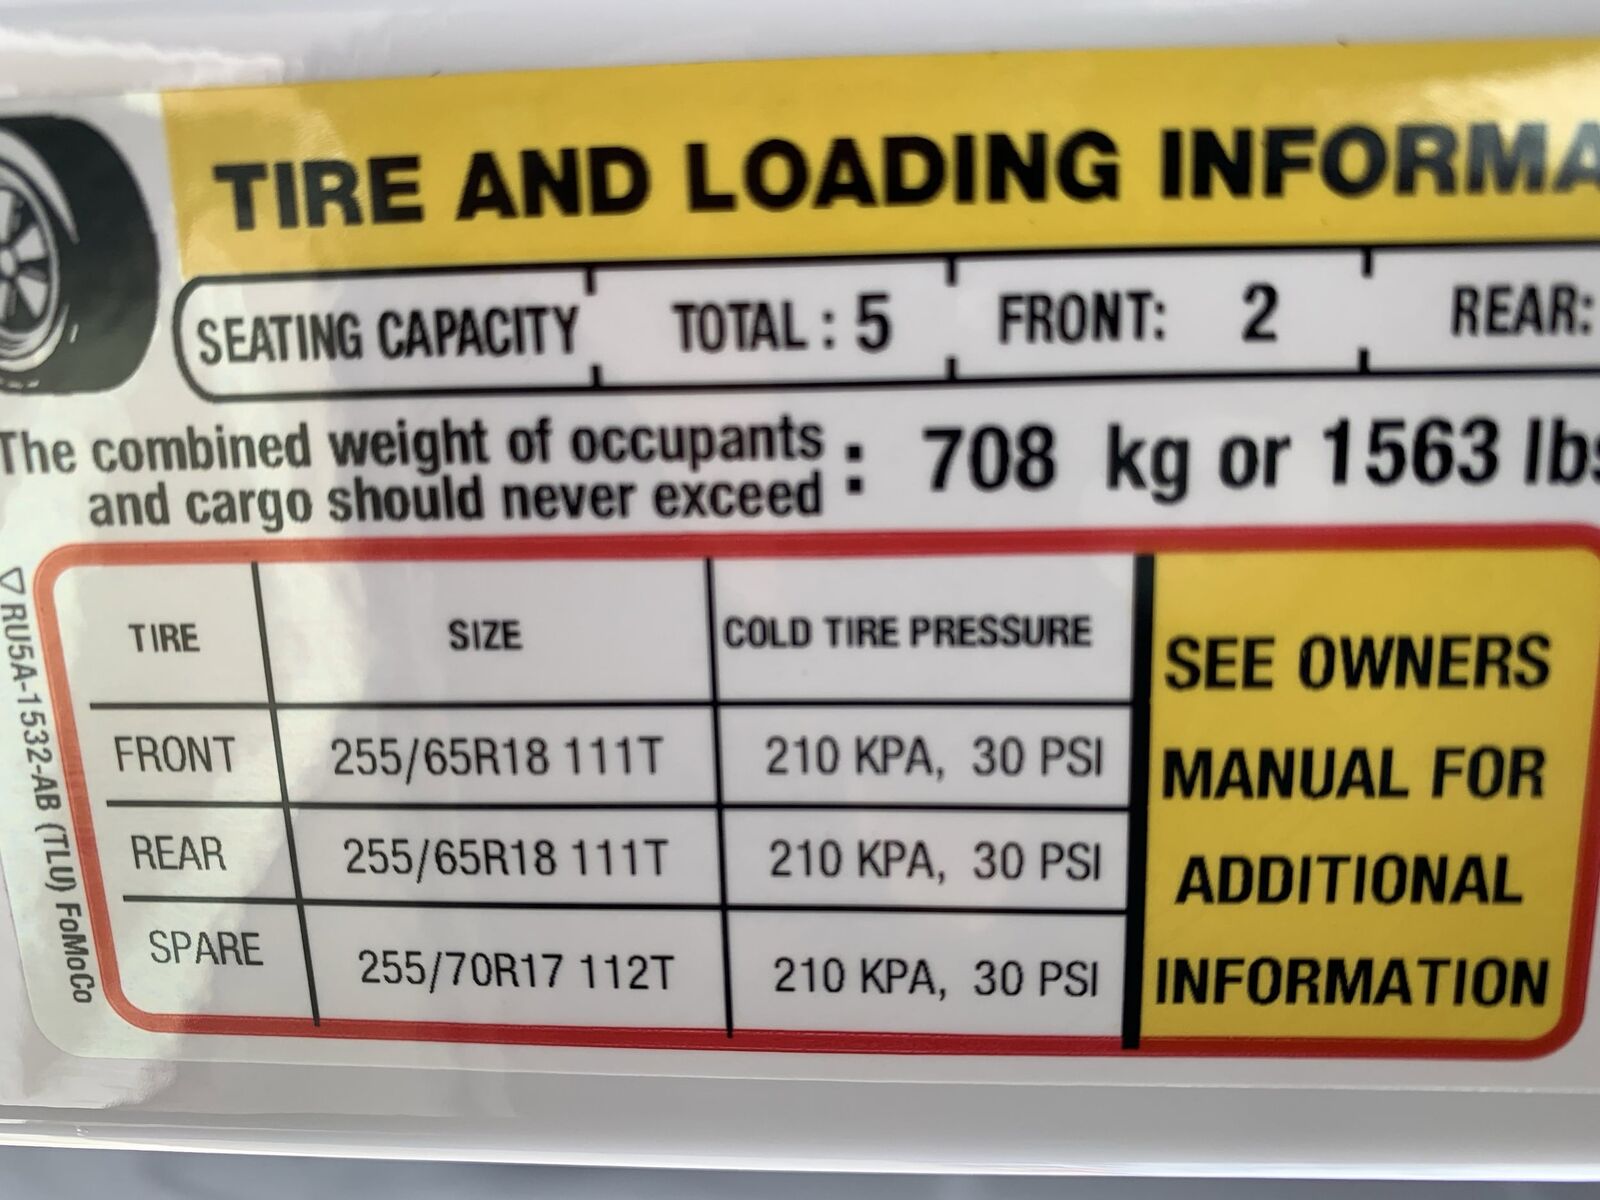 TIRE AND LOADING INFORMA
SEATING CAPACITY TOTAL : 5 FRONT: 2 REAR:
The combined weight of occupants
and cargo should never exceed : 708 kg or 1563 lbs
TIRE SIZE COLD TIRE PRESSURE
FRONT 255/65R18 111T 210 KPA, 30 PSI
REAR 255/65R18 111T 210 KPA, 30 PSI
SPARE 255/70R17 112T 210 KPA, 30 PSI
SEE OWNERS
MANUAL FOR
ADDITIONAL
INFORMATION
RU5A-1532-AB (TLU) FoMoCo